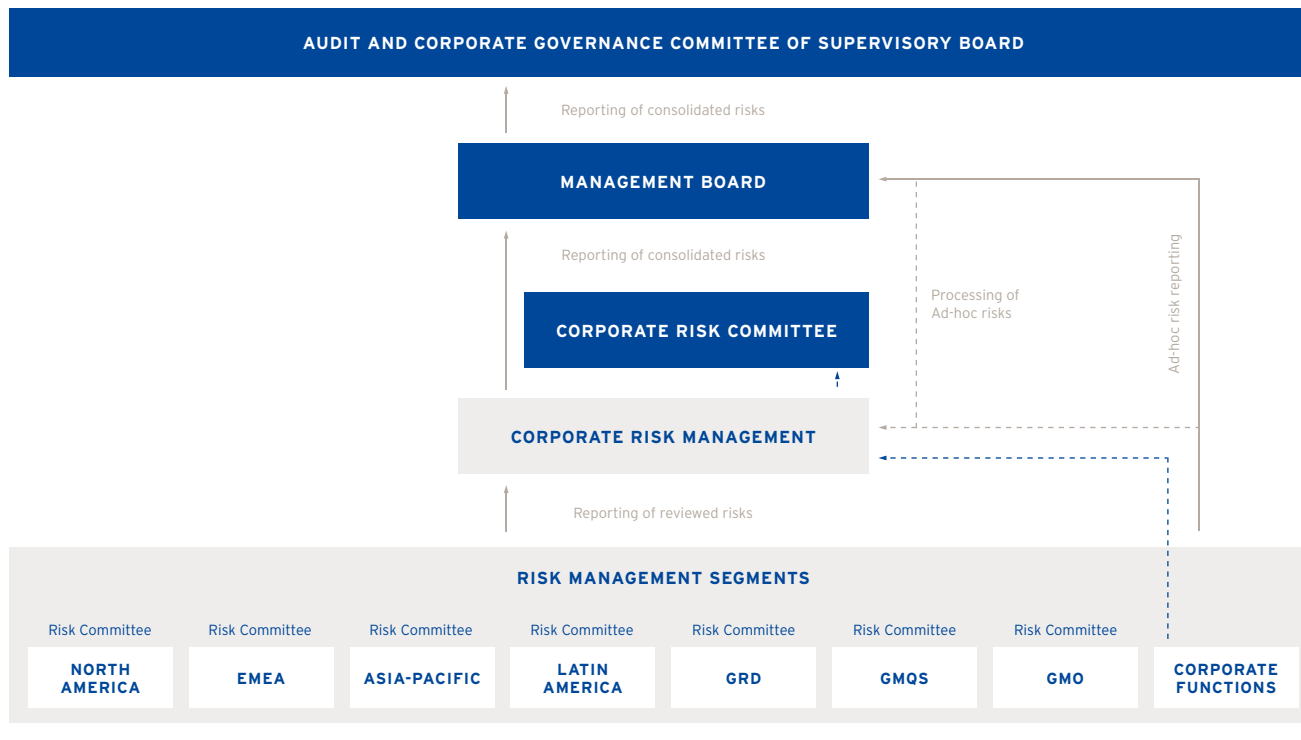 AUDIT AND CORPORATE GOVERNANCE COMMITTEE OF SUPERVISORY BOARD
Reporting of consolidated risks
MANAGEMENT BOARD
Reporting of consolidated risks
Ad-hoc risk reporting
Processing of
Ad-hoc risks
CORPORATE RISK COMMITTEE
CORPORATE RISK MANAGEMENT
Reporting of reviewed risks
RISK MANAGEMENT SEGMENTS
Risk Committee
NORTH
AMERICA
Risk Committee
EMEA
Risk Committee
ASIA-PACIFIC
Risk Committee
LATIN
AMERICA
Risk Committee
GRD
Risk Committee
GMQS
Risk Committee
GMO
CORPORATE
FUNCTIONS